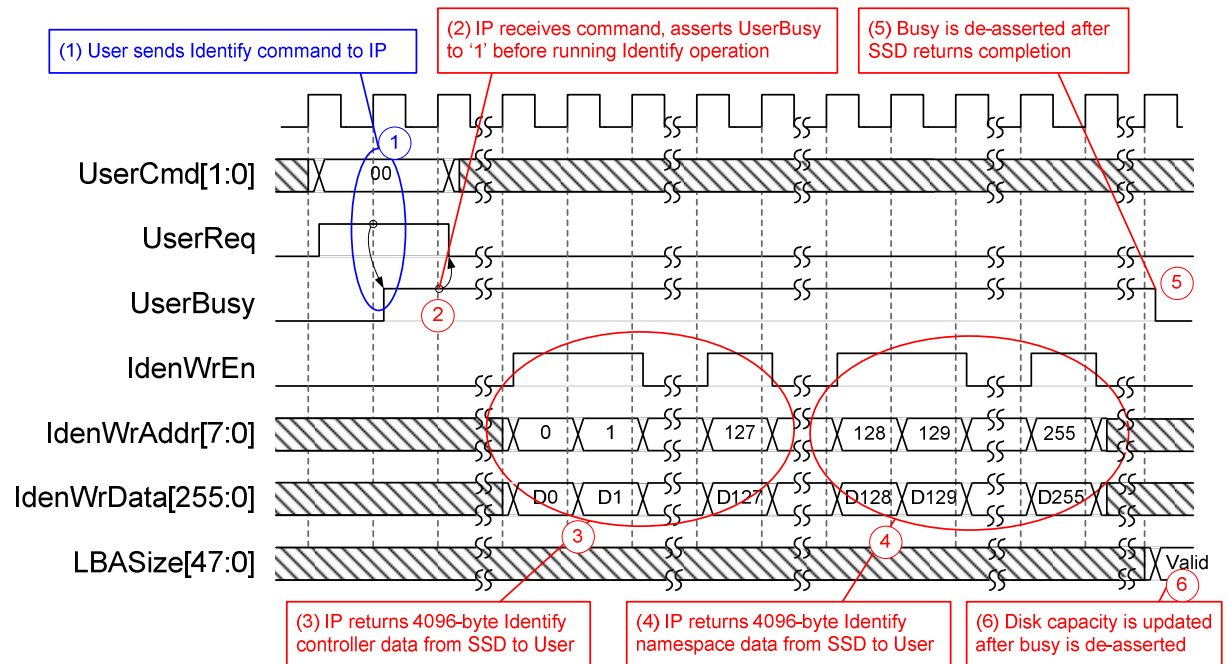 (1) User sends Identify command to IP
(2) IP receives command, asserts UserBusy
to ‘1’ before running Identify operation
(5) Busy is de-asserted after
SSD returns completion
1
UserCmd[1:0]
00
UserReq
UserBusy
2
5
IdenWrEn
IdenWrAddr[7:0]
0 1 127 128 129 255
IdenWrData[255:0]
D0 D1 D127 D128 D129 D255
3
4
LBASize[47:0]
Valid
6
(3) IP returns 4096-byte Identify
controller data from SSD to User
(4) IP returns 4096-byte Identify
namespace data from SSD to User
(6) Disk capacity is updated
after busy is de-asserted